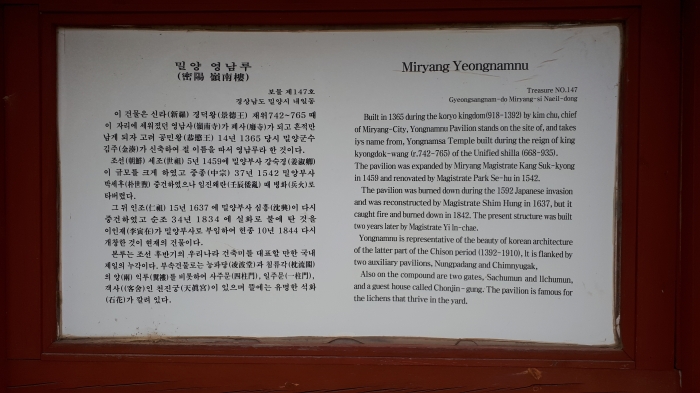 밀양 영남루
(密陽 嶺南樓)
보물 제147호
경상남도 밀양시 내일동
이 건물은 신라(新羅) 경덕왕(景德王) 재위742~765 때
이 자리에 세워졌던 영남사(嶺南寺)가 폐사(廢寺)가 되고 흔적만
남게 되자 고려 공민왕(恭愍王) 14년 1365 당시 밀양군수
김주(金湊)가 신축하여 절 이름을 따서 영남루라 한 것이다.
조선(朝鮮) 세조(世祖) 5년 1459에 밀양부사 강숙경(姜淑卿)
이 규모를 크게 하였고 중종(中宗) 37년 1542 밀양부사
박세후(朴世煦)가 중건하였으나 임진왜란(壬辰倭亂) 때 병화(兵火)로
타버렸다.
그 뒤 인조(仁祖) 15년 1637 에 밀양부사 심흥(沈興)이 다시
중건하였고 순조 34년 1834 에 실화로 불에 탄 것을
이인재(李寅在)가 밀양부사로 부임하여 헌종 10년 1844 다시
개창한 것이 현재의 건물이다.
본루는 조선 후반기의 우리나라 건축미를 대표할 만한 국내
제일의 누각이다. 부속건물로는 능파당(凌波堂)과 침류각(枕流閣)
의 양(兩) 익루(翼樓)를 비롯하여 사주문(四柱門), 일주문(一柱門),
객사((客舍)인 천진궁(天眞宮)이 있으며 뜰에는 유명한 석화
(石花)가 깔려 있다.
Miryang Yeongnamnu
Treasure NO.147
Gyeongsangnam-do Miryang-si Naeil-dong
Built in 1365 during the koryo kingdom(918-1392) by kim chu, chief
of Miryang-City, Yongnamnu Pavilion stands on the site of, and takes
iys name from, Yongnamsa Temple built during the reign of king
kyongdok-wang (r.742-765) of the Unified shilla (668-935).
The pavilion was expanded by Miryang Magistrate Kang Suk-kyong
in 1459 and renovated by Magistrate Park Se-hu in 1542.
The pavilion was burned down during the 1592 Japanese invasion
and was reconstructed by Magistrate Shim Hung in 1637, but it
caught fire and burned down in 1842. The present structure was built
two years later by Magistrate Yi In-chae.
Yongnamnu is representative of the beauty of korean architecture
of the latter part of the Chison period (1392-1910), It is flanked by
two auxiliary pavilions, Nungpadang and Chimnyugak,
Also on the compound are two gates, Sachumun and Ilchumun,
and a guest house called Chonjin-gung. The pavilion is famous for
the lichens that thrive in the yard.